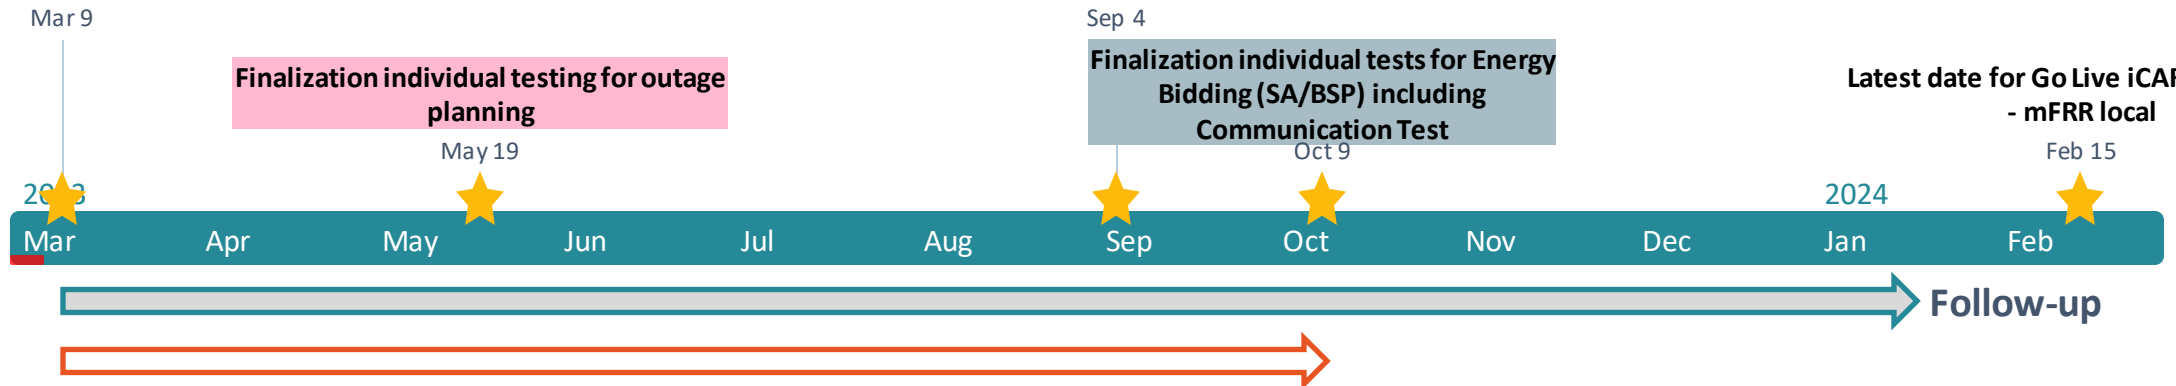 Mar 9
Sep 4
Finalization individual testing for outage
planning
Finalization individual tests for Energy
Bidding (SA/BSP) including
Communication Test
Latest date for Go Live iCAR
- mFRR local
May 19
Oct 9
Feb 15
2023
2024
Mar Apr May Jun Jul Aug Sep Oct Nov Dec Jan Feb
Follow-up